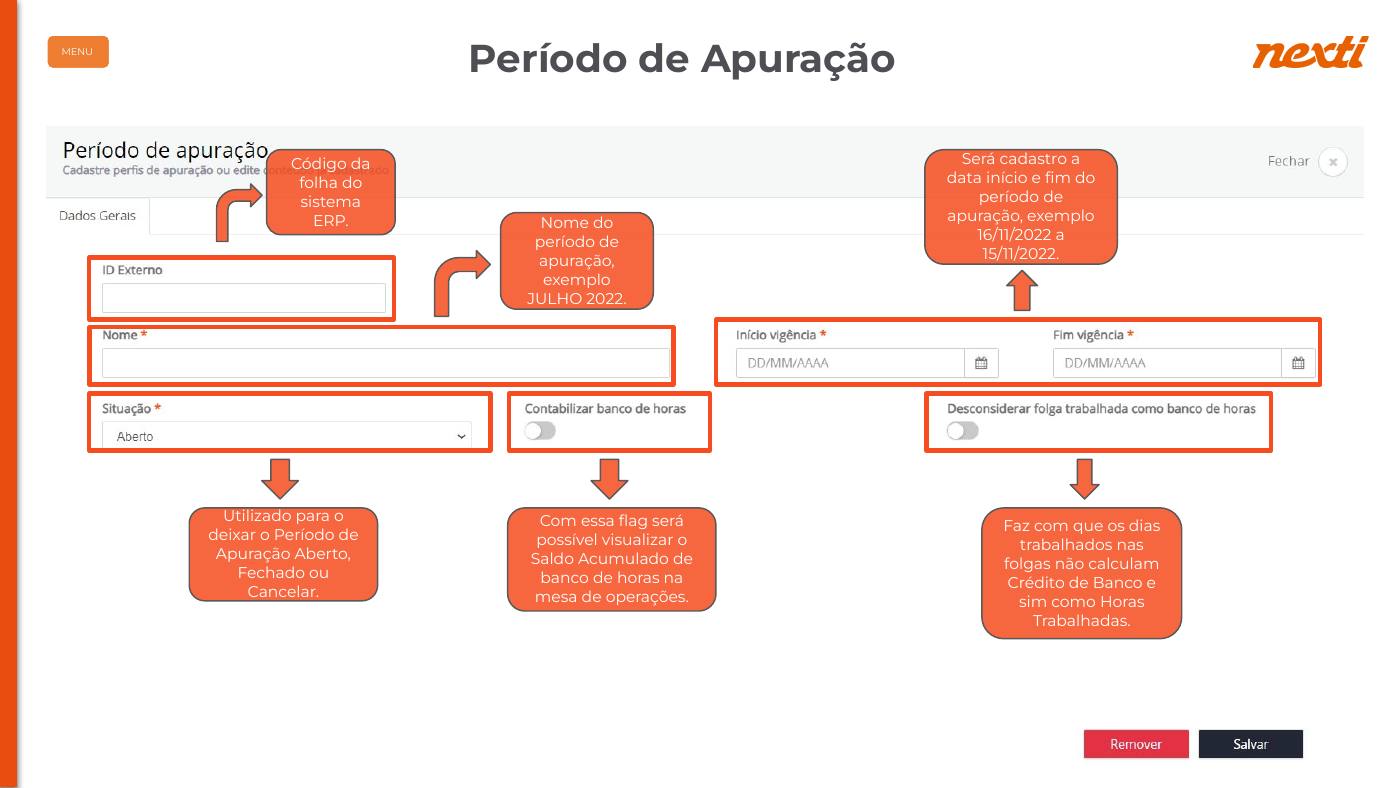 MENU
Período de Apuração
nexti
Período de apuração
Cadastre perfis de apuração ou edite
Fechar
Dados Gerais
Código da
folha do
sistema
ERP.
Nome do
período de
apuração,
exemplo
JULHO 2022.
Será cadastro a
data início e fim do
período de
apuração, exemplo
16/11/2022 a
15/11/2022.
ID Externo
Nome *
Início vigência *
Fim vigência *
DD/MM/AAAA
DD/MM/AAAA
Situação *
Contabilizar banco de horas
Desconsiderar folga trabalhada como banco de horas
Aberto
Utilizado para o
deixar o Período de
Apuração Aberto,
Fechado ou
Cancelar.
Com essa flag será
possível visualizar o
Saldo Acumulado de
banco de horas na
mesa de operações.
Faz com que os dias
trabalhados nas
folgas não calculam
Crédito de Banco e
sim como Horas
Trabalhadas.
Remover
Salvar